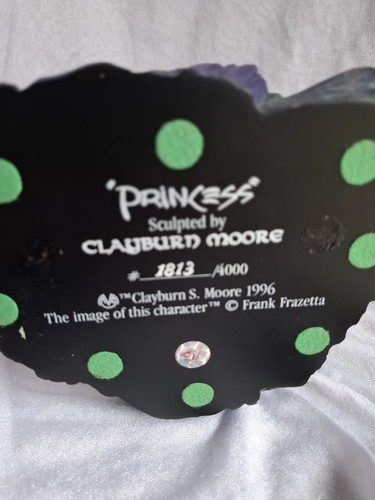 "PRINCESS"
Sculpted by
CLAYBURN MOORE
# 1813 /4000
™Clayburn S. Moore 1996
The image of this character™ © Frank Frazetta